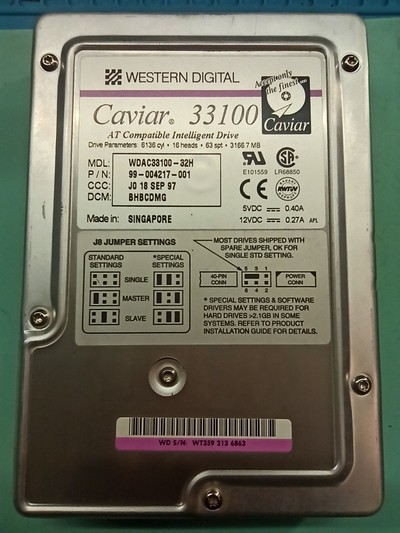 WESTERN DIGITAL
Accept only
the finest...
Caviar
Caviar® 33100
AT Compatible Intelligent Drive
Drive Parameters: 6136 cyl • 16 heads • 63 spt • 3166.7 MB
MDL: WDAC33100-32H
P/N: 99-004217-001
CCC: J0 18 SEP 97
DCM: BHBCDMG
Made in: SINGAPORE
E101559 LR68850
5VDC 0.40A
12VDC 0.27A APL
J8 JUMPER SETTINGS
STANDARD SETTINGS
*SPECIAL SETTINGS
SINGLE
MASTER
SLAVE
MOST DRIVES SHIPPED WITH
SPARE JUMPER, OK FOR
SINGLE STD SETTING.
40-PIN CONN
5 3 1
6 4 2
POWER CONN
* SPECIAL SETTINGS & SOFTWARE
DRIVERS MAY BE REQUIRED FOR
HARD DRIVES >2.1GB IN SOME
SYSTEMS. REFER TO PRODUCT
INSTALLATION GUIDE FOR DETAILS.
WD S/N: WT359 213 6863